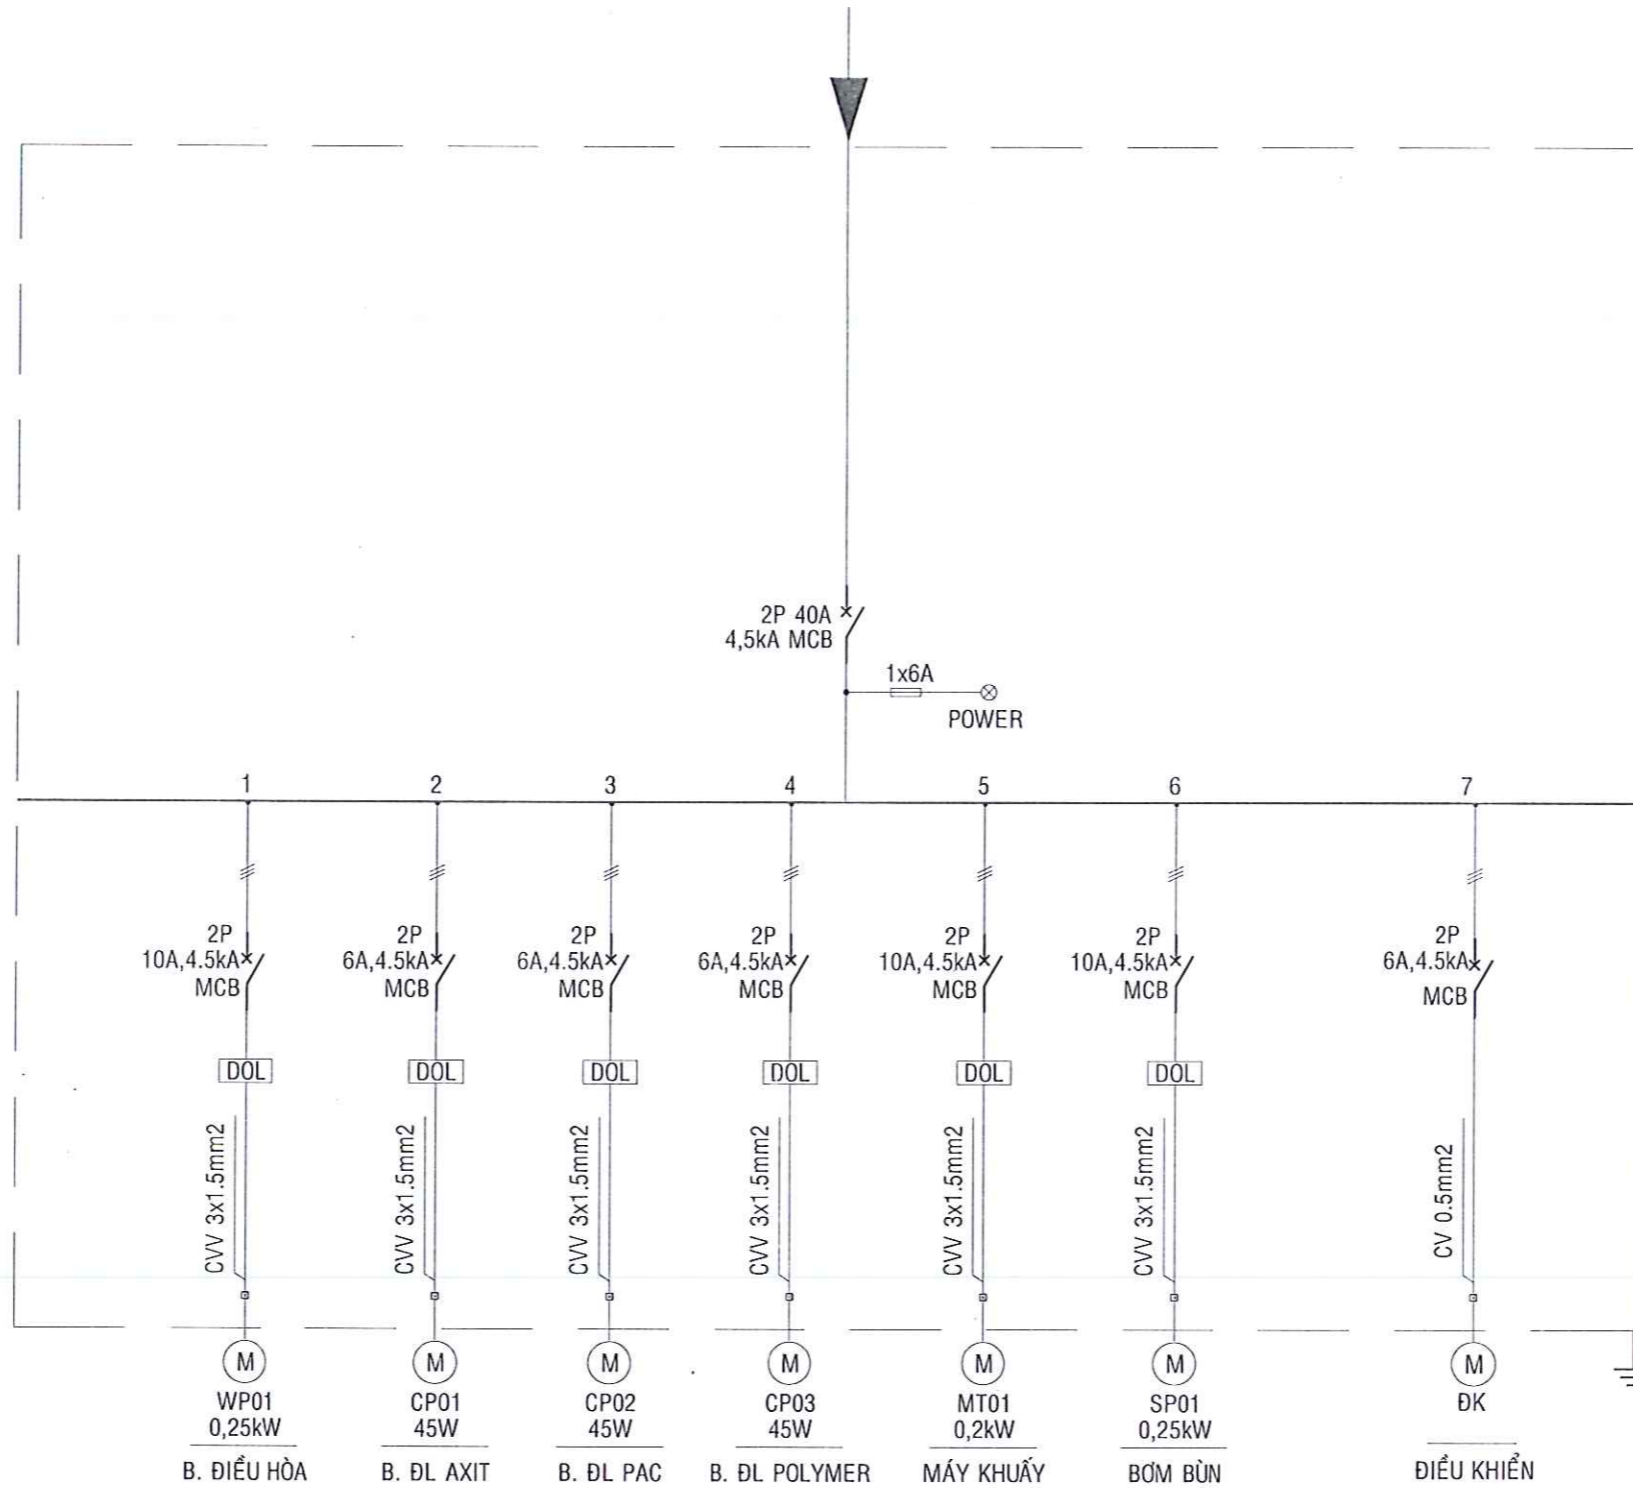 2P 40A
4,5kA MCB
1x6A
POWER
1
2
3
4
5
6
7
2P
10A,4.5kA
MCB
2P
6A,4.5kA
MCB
2P
6A,4.5kA
MCB
2P
6A,4.5kA
MCB
2P
10A,4.5kA
MCB
2P
10A,4.5kA
MCB
2P
6A,4.5kA
MCB
DOL
DOL
DOL
DOL
DOL
DOL
CVV 3x1.5mm2
CVV 3x1.5mm2
CVV 3x1.5mm2
CVV 3x1.5mm2
CVV 3x1.5mm2
CVV 3x1.5mm2
CV 0.5mm2
M
WP01
0,25kW
B. ĐIỀU HÒA
M
CP01
45W
B. ĐL AXIT
M
CP02
45W
B. ĐL PAC
M
CP03
45W
B. ĐL POLYMER
M
MT01
0,2kW
MÁY KHUẤY
M
SP01
0,25kW
BƠM BÙN
M
ĐK
ĐIỀU KHIỂN